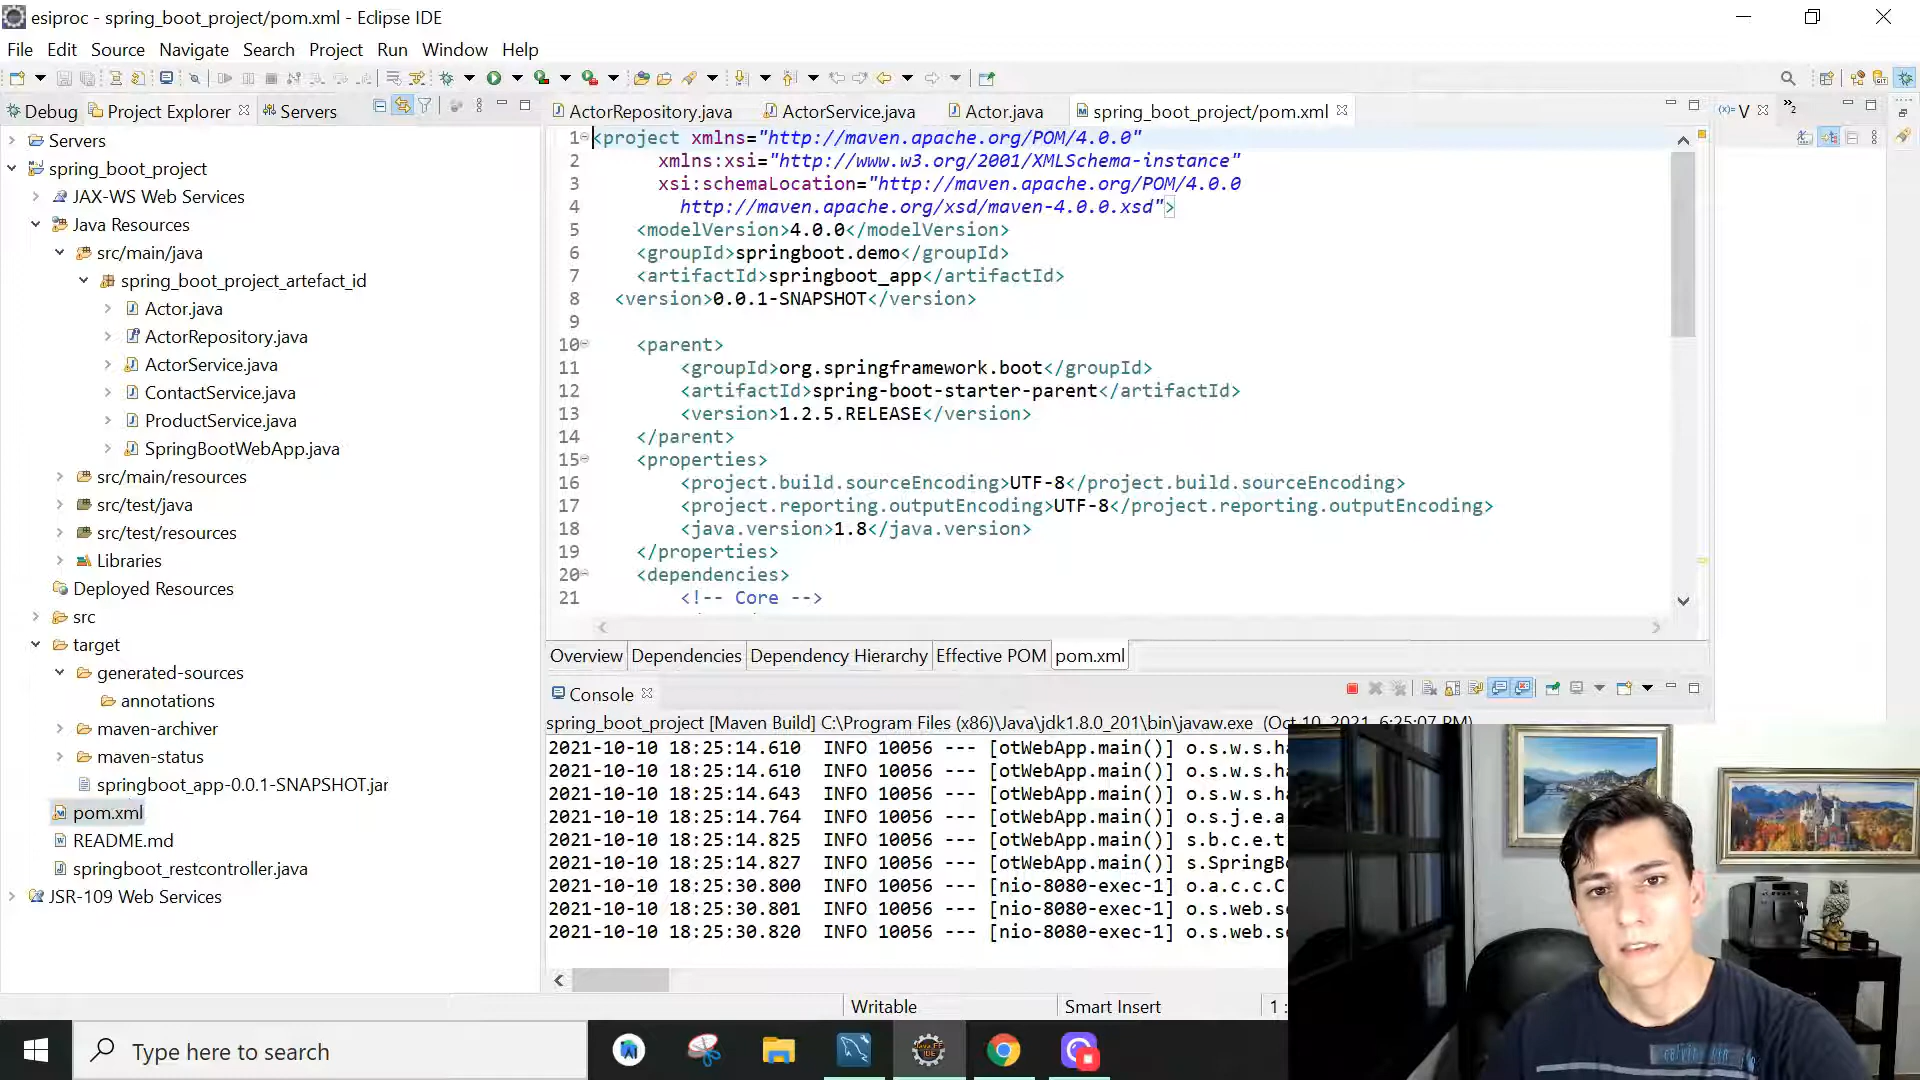 esiproc - spring_boot_project/pom.xml - Eclipse IDE
File Edit Source Navigate Search Project Run Window Help
Debug Project Explorer Servers
Servers
spring_boot_project
JAX-WS Web Services
Java Resources
src/main/java
spring_boot_project_artefact_id
Actor.java
ActorRepository.java
ActorService.java
ContactService.java
ProductService.java
SpringBootWebApp.java
src/main/resources
src/test/java
src/test/resources
Libraries
Deployed Resources
src
target
generated-sources
annotations
maven-archiver
maven-status
springboot_app-0.0.1-SNAPSHOT.jar
pom.xml
README.md
springboot_restcontroller.java
JSR-109 Web Services
ActorRepository.java ActorService.java Actor.java spring_boot_project/pom.xml
(x)= V
1 <project xmlns="http://maven.apache.org/POM/4.0.0"
2 xmlns:xsi="http://www.w3.org/2001/XMLSchema-instance"
3 xsi:schemaLocation="http://maven.apache.org/POM/4.0.0
4 http://maven.apache.org/xsd/maven-4.0.0.xsd">
5 <modelVersion>4.0.0</modelVersion>
6 <groupId>springboot.demo</groupId>
7 <artifactId>springboot_app</artifactId>
8 <version>0.0.1-SNAPSHOT</version>
9
10 <parent>
11 <groupId>org.springframework.boot</groupId>
12 <artifactId>spring-boot-starter-parent</artifactId>
13 <version>1.2.5.RELEASE</version>
14 </parent>
15 <properties>
16 <project.build.sourceEncoding>UTF-8</project.build.sourceEncoding>
17 <project.reporting.outputEncoding>UTF-8</project.reporting.outputEncoding>
18 <java.version>1.8</java.version>
19 </properties>
20 <dependencies>
21 <!-- Core -->
Overview Dependencies Dependency Hierarchy Effective POM pom.xml
Console
spring_boot_project [Maven Build] C:\Program Files (x86)\Java\jdk1.8.0_201\bin\javaw.exe (Oct 10, 2021, 6:25:07 PM)
2021-10-10 18:25:14.610 INFO 10056 --- [otWebApp.main()] o.s.w.s.ha
2021-10-10 18:25:14.610 INFO 10056 --- [otWebApp.main()] o.s.w.s.ha
2021-10-10 18:25:14.643 INFO 10056 --- [otWebApp.main()] o.s.w.s.ha
2021-10-10 18:25:14.764 INFO 10056 --- [otWebApp.main()] o.s.j.e.a
2021-10-10 18:25:14.825 INFO 10056 --- [otWebApp.main()] s.b.c.e.t
2021-10-10 18:25:14.827 INFO 10056 --- [otWebApp.main()] s.SpringBo
2021-10-10 18:25:30.800 INFO 10056 --- [nio-8080-exec-1] o.a.c.c.C
2021-10-10 18:25:30.801 INFO 10056 --- [nio-8080-exec-1] o.s.web.se
2021-10-10 18:25:30.820 INFO 10056 --- [nio-8080-exec-1] o.s.web.se
Writable Smart Insert 1 :
Type here to search